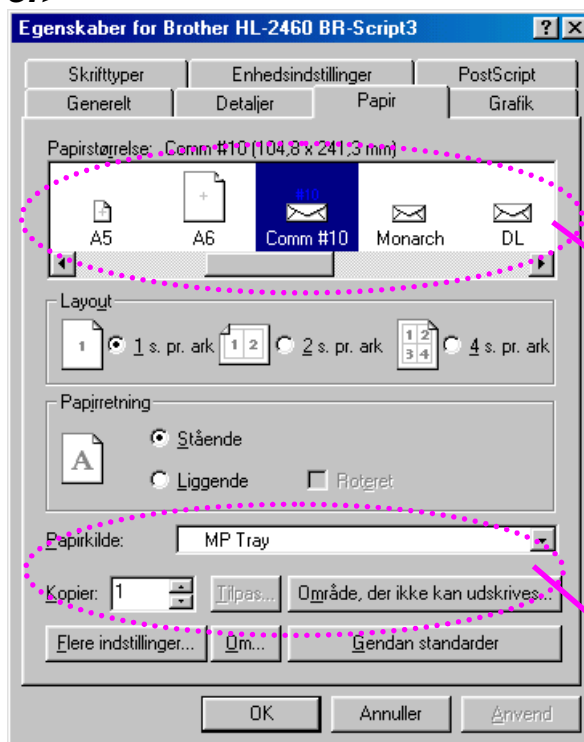 Egenskaber for Brother HL-2460 BR-Script3
Skrifttyper Enhedsindstillinger PostScript
Generelt Detaljer Papir Grafik
Papirstørrelse: Comm #10 (104,8 x 241,3 mm)
#10
A5 A6 Comm #10 Monarch DL
Layout
1 1 s. pr. ark 1 2 2 s. pr. ark 1 2 3 4 4 s. pr. ark
Papirretning
A
Stående
Liggende Roteret
Papirkilde: MP Tray
Kopier: 1 Tilpas... Område, der ikke kan udskrives...
Flere indstillinger... Om... Gendan standarder
OK Annuller Anvend